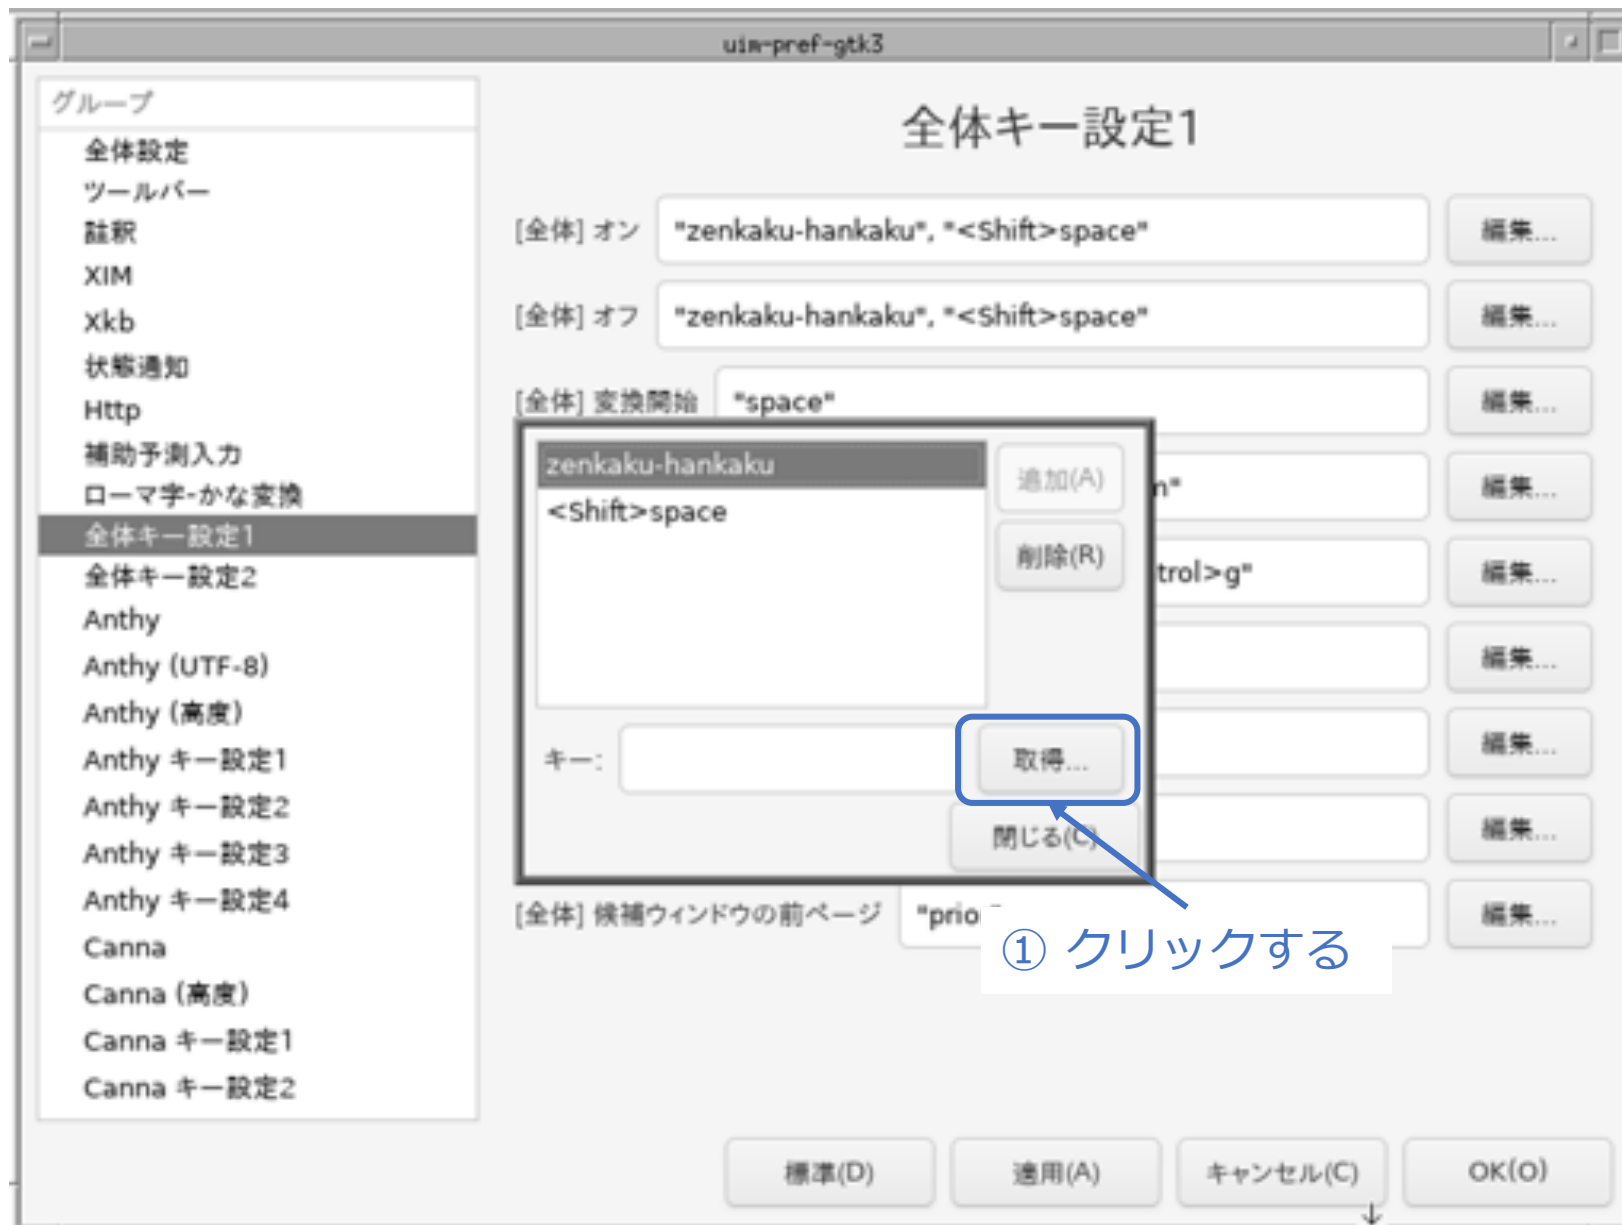 uim-pref-gtk3
グループ
全体設定
ツールバー
註釈
XIM
Xkb
状態通知
Http
補助予測入力
ローマ字-かな変換
全体キー設定1
全体キー設定2
Anthy
Anthy (UTF-8)
Anthy (高度)
Anthy キー設定1
Anthy キー設定2
Anthy キー設定3
Anthy キー設定4
Canna
Canna (高度)
Canna キー設定1
Canna キー設定2
全体キー設定1
[全体] オン "zenkaku-hankaku", "<Shift>space" 編集...
[全体] オフ "zenkaku-hankaku", "<Shift>space" 編集...
[全体] 変換開始 "space" 編集...
n" 編集...
trol>g" 編集...
編集...
編集...
編集...
[全体] 候補ウィンドウの前ページ "prio 編集...
zenkaku-hankaku
<Shift>space
追加(A)
削除(R)
キー: 取得...
閉じる(C)
① クリックする
標準(D) 適用(A) キャンセル(C) OK(O)